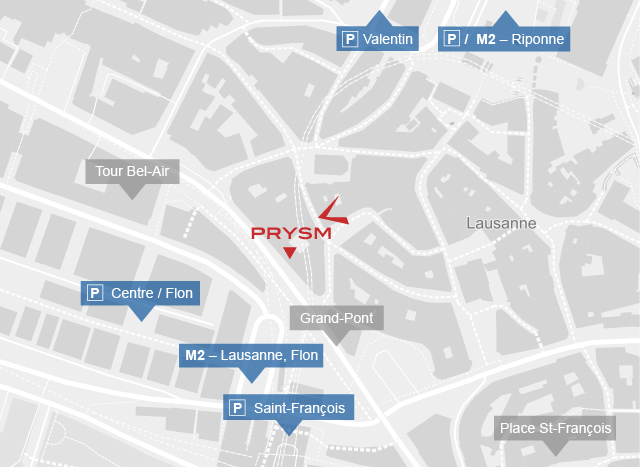 P Valentin
P / M2 – Riponne
Tour Bel-Air
PRYSM
Lausanne
P Centre / Flon
Grand-Pont
M2 – Lausanne, Flon
P Saint-François
Place St-François